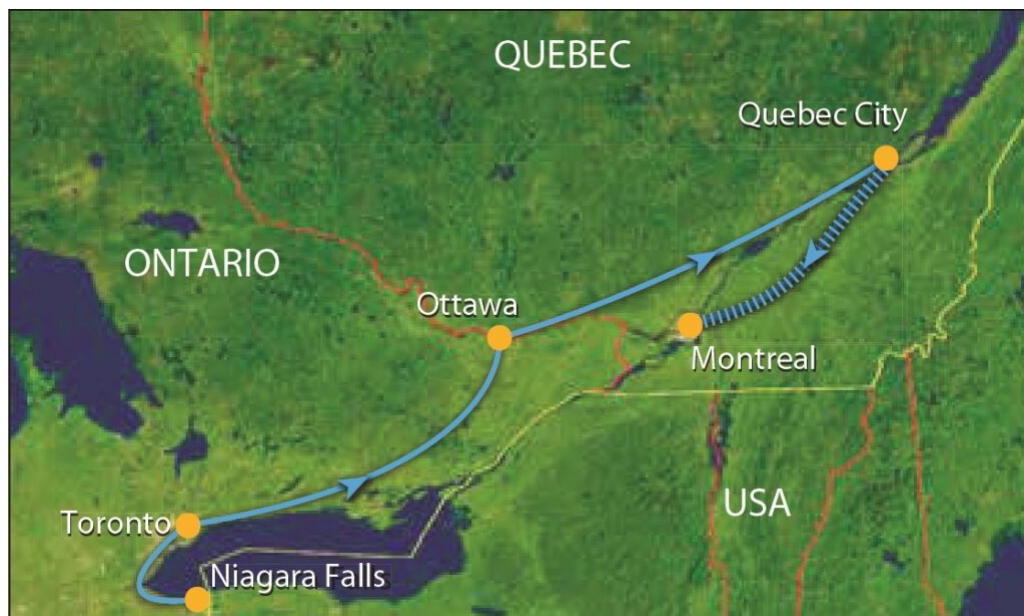 QUEBEC
Quebec City
ONTARIO
Ottawa
Montreal
USA
Toronto
Niagara Falls